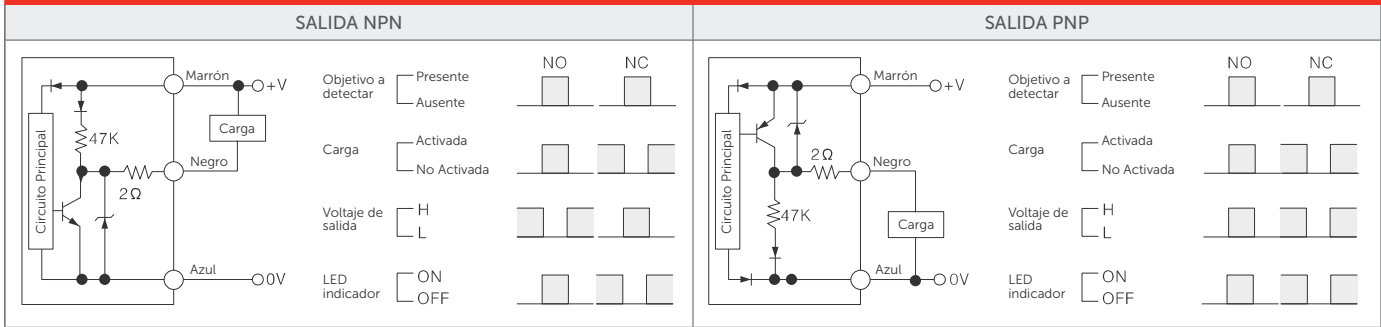 SALIDA NPN
SALIDA PNP
Circuito Principal
47K
2Ω
Marrón
+V
Carga
Negro
Azul
0V
NO
NC
Objetivo a
detectar
Presente
Ausente
Carga
Activada
No Activada
Voltaje de
salida
H
L
LED
indicador
ON
OFF
Circuito Principal
2Ω
47K
Marrón
+V
Negro
Carga
Azul
0V
NO
NC
Objetivo a
detectar
Presente
Ausente
Carga
Activada
No Activada
Voltaje de
salida
H
L
LED
indicador
ON
OFF